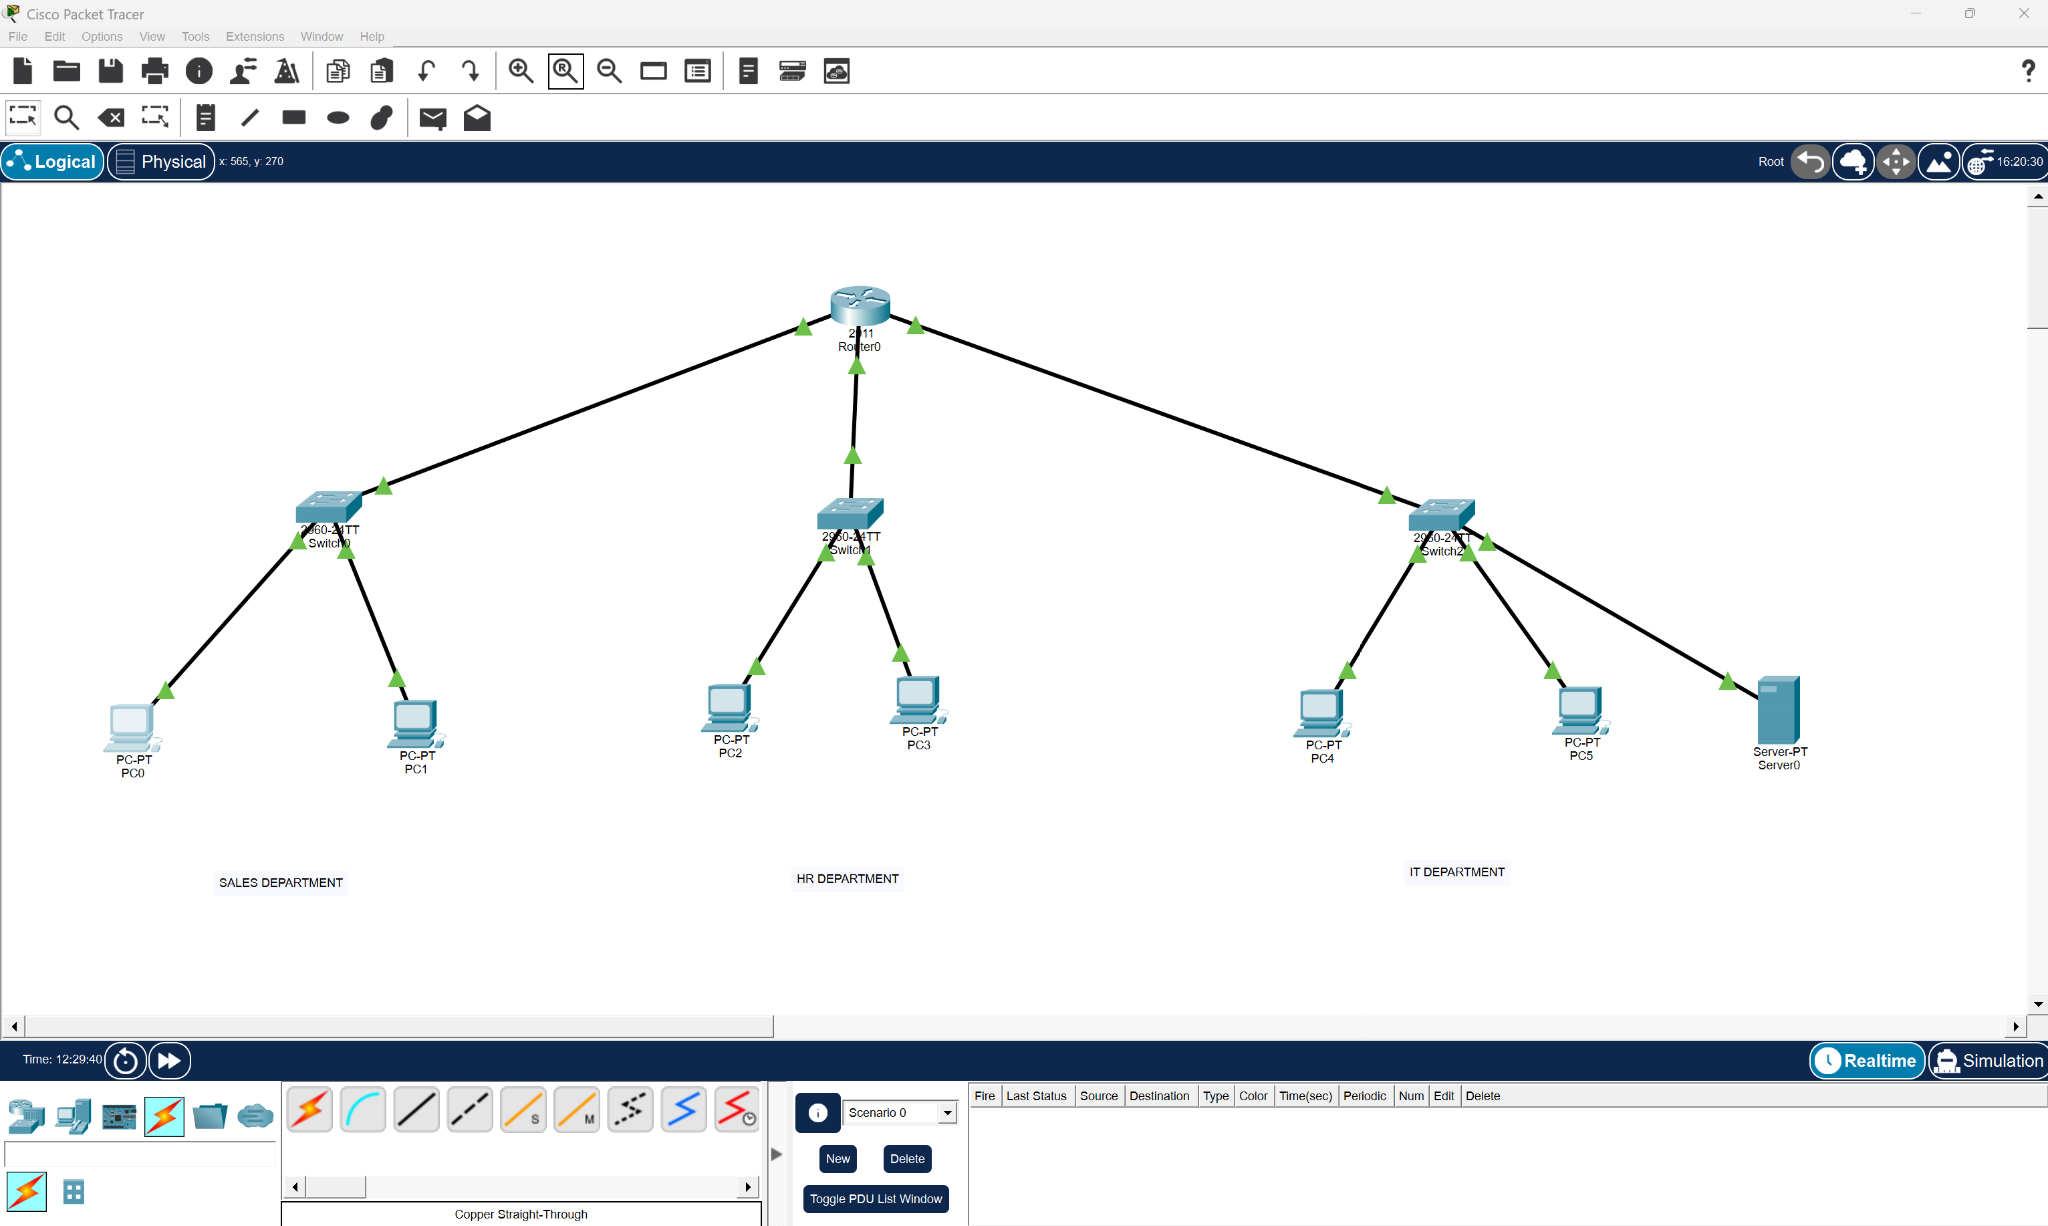 Cisco Packet Tracer
File Edit Options View Tools Extensions Window Help
Logical Physical x: 565, y: 270 Root 16:20:30
2911
Router0
2960-24TT
Switch0
2950-24TT
Switch1
2950-24TT
Switch2
PC-PT
PC0
PC-PT
PC1
PC-PT
PC2
PC-PT
PC3
PC-PT
PC4
PC-PT
PC5
Server-PT
Server0
SALES DEPARTMENT
HR DEPARTMENT
IT DEPARTMENT
Time: 12:29:40 Realtime Simulation
S M
Scenario 0
New Delete
Toggle PDU List Window
Fire Last Status Source Destination Type Color Time(sec) Periodic Num Edit Delete
Copper Straight-Through